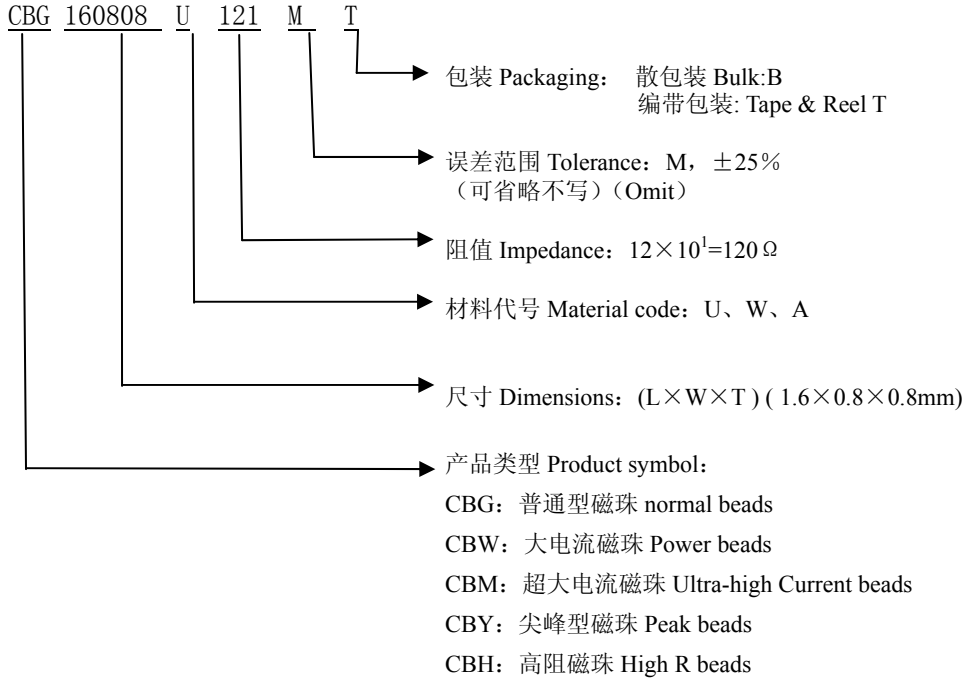 CBG 160808 U 121 M T
包装 Packaging： 散包装 Bulk:B
编带包装: Tape & Reel T
误差范围 Tolerance：M，±25％
（可省略不写）（Omit）
阻值 Impedance：12×10¹=120Ω
材料代号 Material code：U、W、A
尺寸 Dimensions：(L×W×T ) ( 1.6×0.8×0.8mm)
产品类型 Product symbol：
CBG：普通型磁珠 normal beads
CBW：大电流磁珠 Power beads
CBM：超大电流磁珠 Ultra-high Current beads
CBY：尖峰型磁珠 Peak beads
CBH：高阻磁珠 High R beads